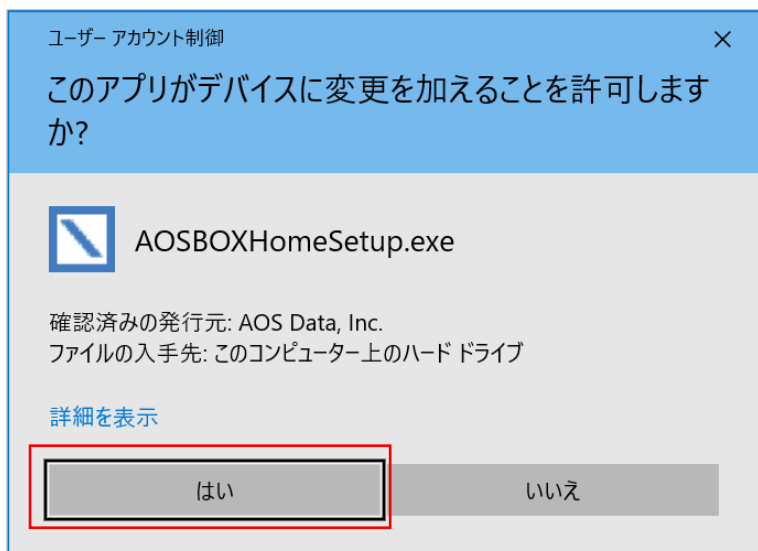 ユーザー アカウント制御
このアプリがデバイスに変更を加えることを許可します
か?
AOSBOXHomeSetup.exe
確認済みの発行元: AOS Data, Inc.
ファイルの入手先: このコンピューター上のハード ドライブ
詳細を表示
はい
いいえ